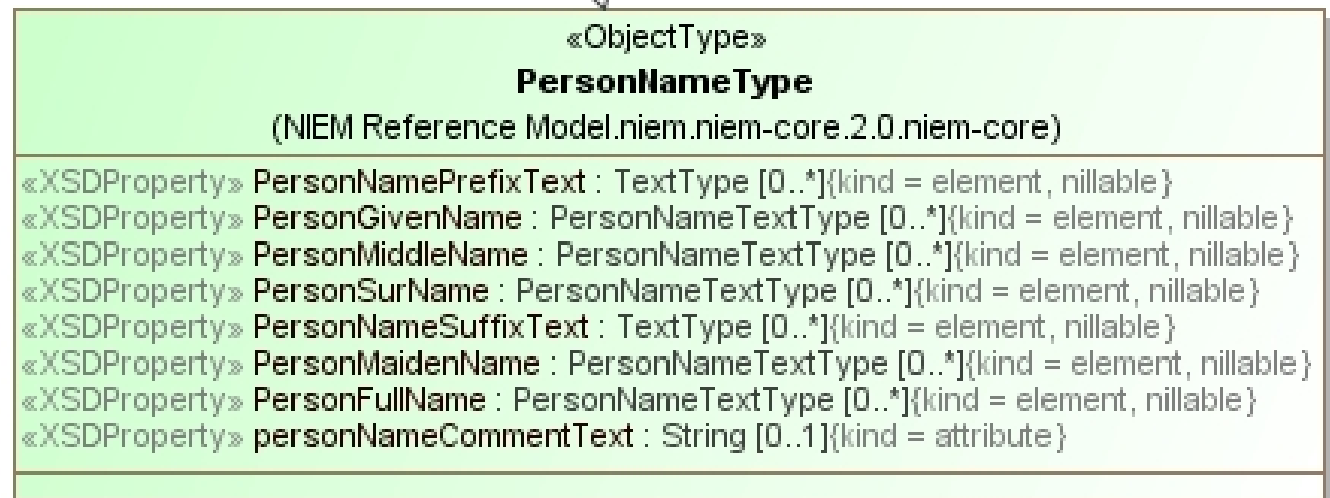 «ObjectType»
PersonNameType
(NIEM Reference Model.niem.niem-core.2.0.niem-core)
«XSDProperty» PersonNamePrefixText : TextType [0..*]{kind = element, nillable}
«XSDProperty» PersonGivenName : PersonNameTextType [0..*]{kind = element, nillable}
«XSDProperty» PersonMiddleName : PersonNameTextType [0..*]{kind = element, nillable}
«XSDProperty» PersonSurName : PersonNameTextType [0..*]{kind = element, nillable}
«XSDProperty» PersonNameSuffixText : TextType [0..*]{kind = element, nillable}
«XSDProperty» PersonMaidenName : PersonNameTextType [0..*]{kind = element, nillable}
«XSDProperty» PersonFullName : PersonNameTextType [0..*]{kind = element, nillable}
«XSDProperty» personNameCommentText : String [0..1]{kind = attribute}